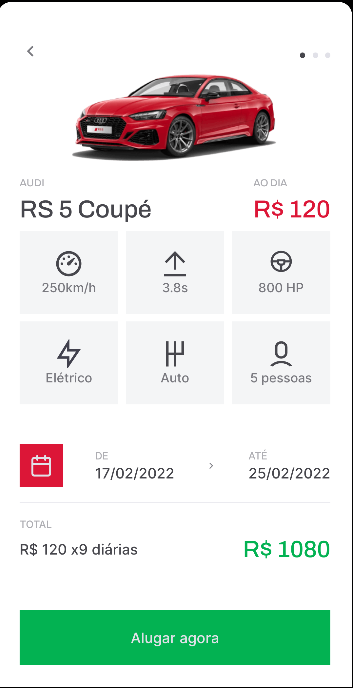 AUDI
AO DIA
RS 5 Coupé
R$ 120
250km/h
3.8s
800 HP
Elétrico
Auto
5 pessoas
DE
ATÉ
17/02/2022
25/02/2022
TOTAL
R$ 120 x9 diárias
R$ 1080
Alugar agora